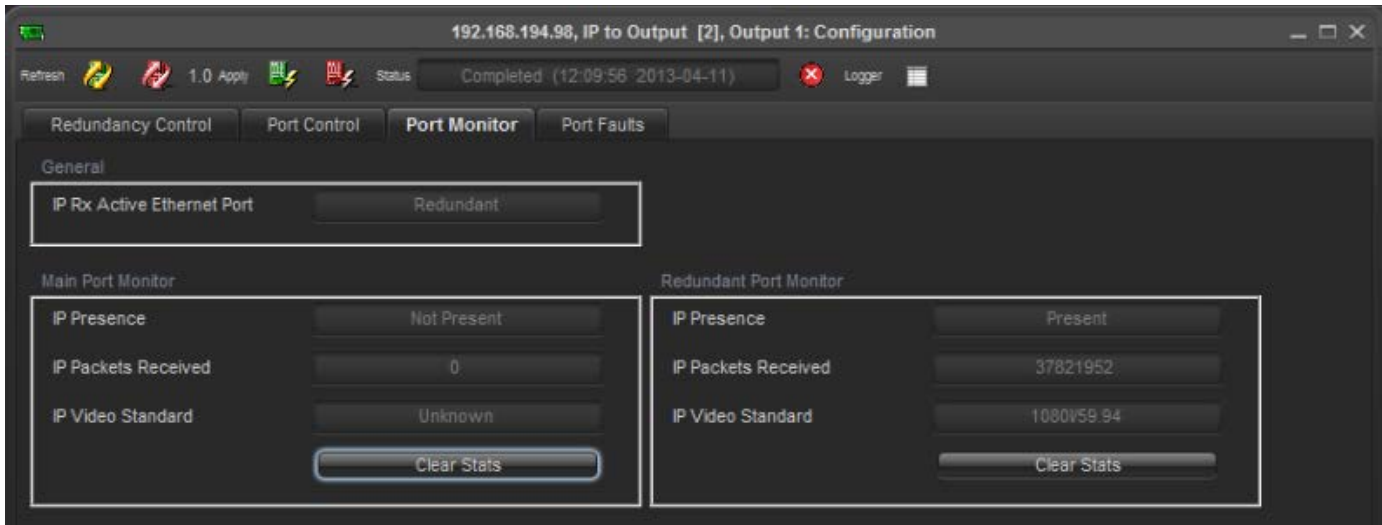 192.168.194.98, IP to Output [2], Output 1: Configuration
Refresh 1.0 Apply Status Completed (12:09:56 2013-04-11) Logger
Redundancy Control Port Control Port Monitor Port Faults
General
IP Rx Active Ethernet Port Redundant
Main Port Monitor
IP Presence Not Present
IP Packets Received 0
IP Video Standard Unknown
Clear Stats
Redundant Port Monitor
IP Presence Present
IP Packets Received 37821952
IP Video Standard 1080i/59.94
Clear Stats